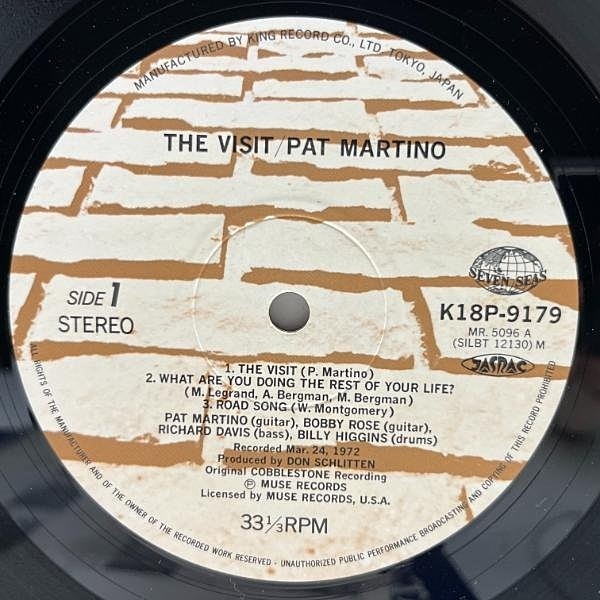 MANUFACTURED BY KING RECORD CO., LTD. TOKYO, JAPAN
THE VISIT/PAT MARTINO
SEVEN SEAS
SIDE 1
STEREO
K18P-9179
MR. 5096 A
(SILBT 12130) M
JASRAC
1. THE VISIT (P. Martino)
2. WHAT ARE YOU DOING THE REST OF YOUR LIFE?
(M. Legrand, A. Bergman, M. Bergman)
3. ROAD SONG (W. Montgomery)
PAT MARTINO (guitar), BOBBY ROSE (guitar),
RICHARD DAVIS (bass), BILLY HIGGINS (drums)
Recorded Mar. 24, 1972
Produced by DON SCHLITTEN
Original COBBLESTONE Recording
Ⓟ MUSE RECORDS
Licensed by MUSE RECORDS, U.S.A.
33⅓RPM
ALL RIGHTS OF THE MANUFACTURES AND OF THE OWNER OF THE RECORDED WORK RESERVED - UNAUTHORIZED PUBLIC PERFORMANCE BROADCASTING AND COPYING OF THIS RECORD PROHIBITED